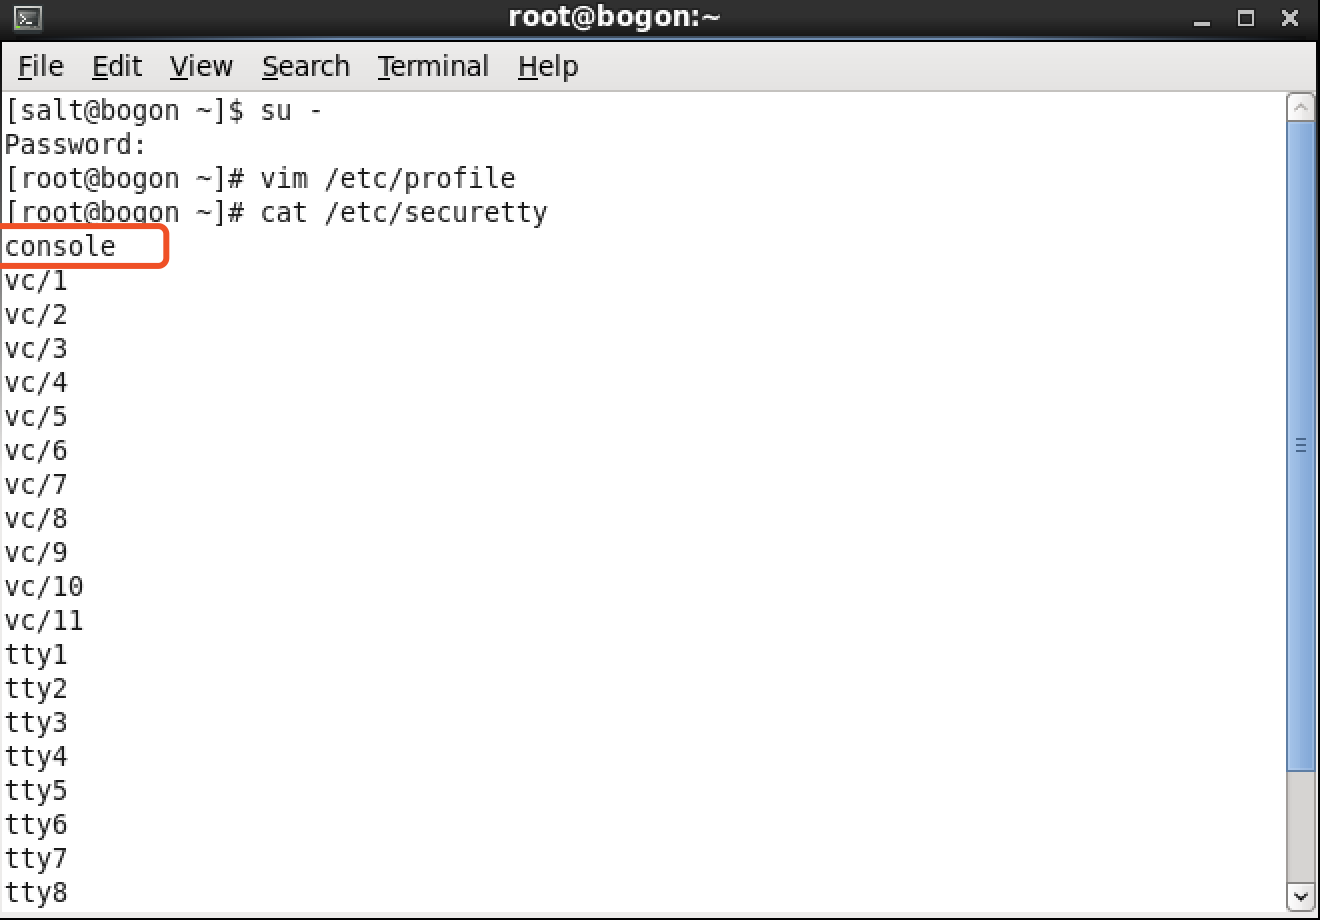 root@bogon:~
File Edit View Search Terminal Help
[salt@bogon ~]$ su -
Password:
[root@bogon ~]# vim /etc/profile
[root@bogon ~]# cat /etc/securetty
console
vc/1
vc/2
vc/3
vc/4
vc/5
vc/6
vc/7
vc/8
vc/9
vc/10
vc/11
tty1
tty2
tty3
tty4
tty5
tty6
tty7
tty8